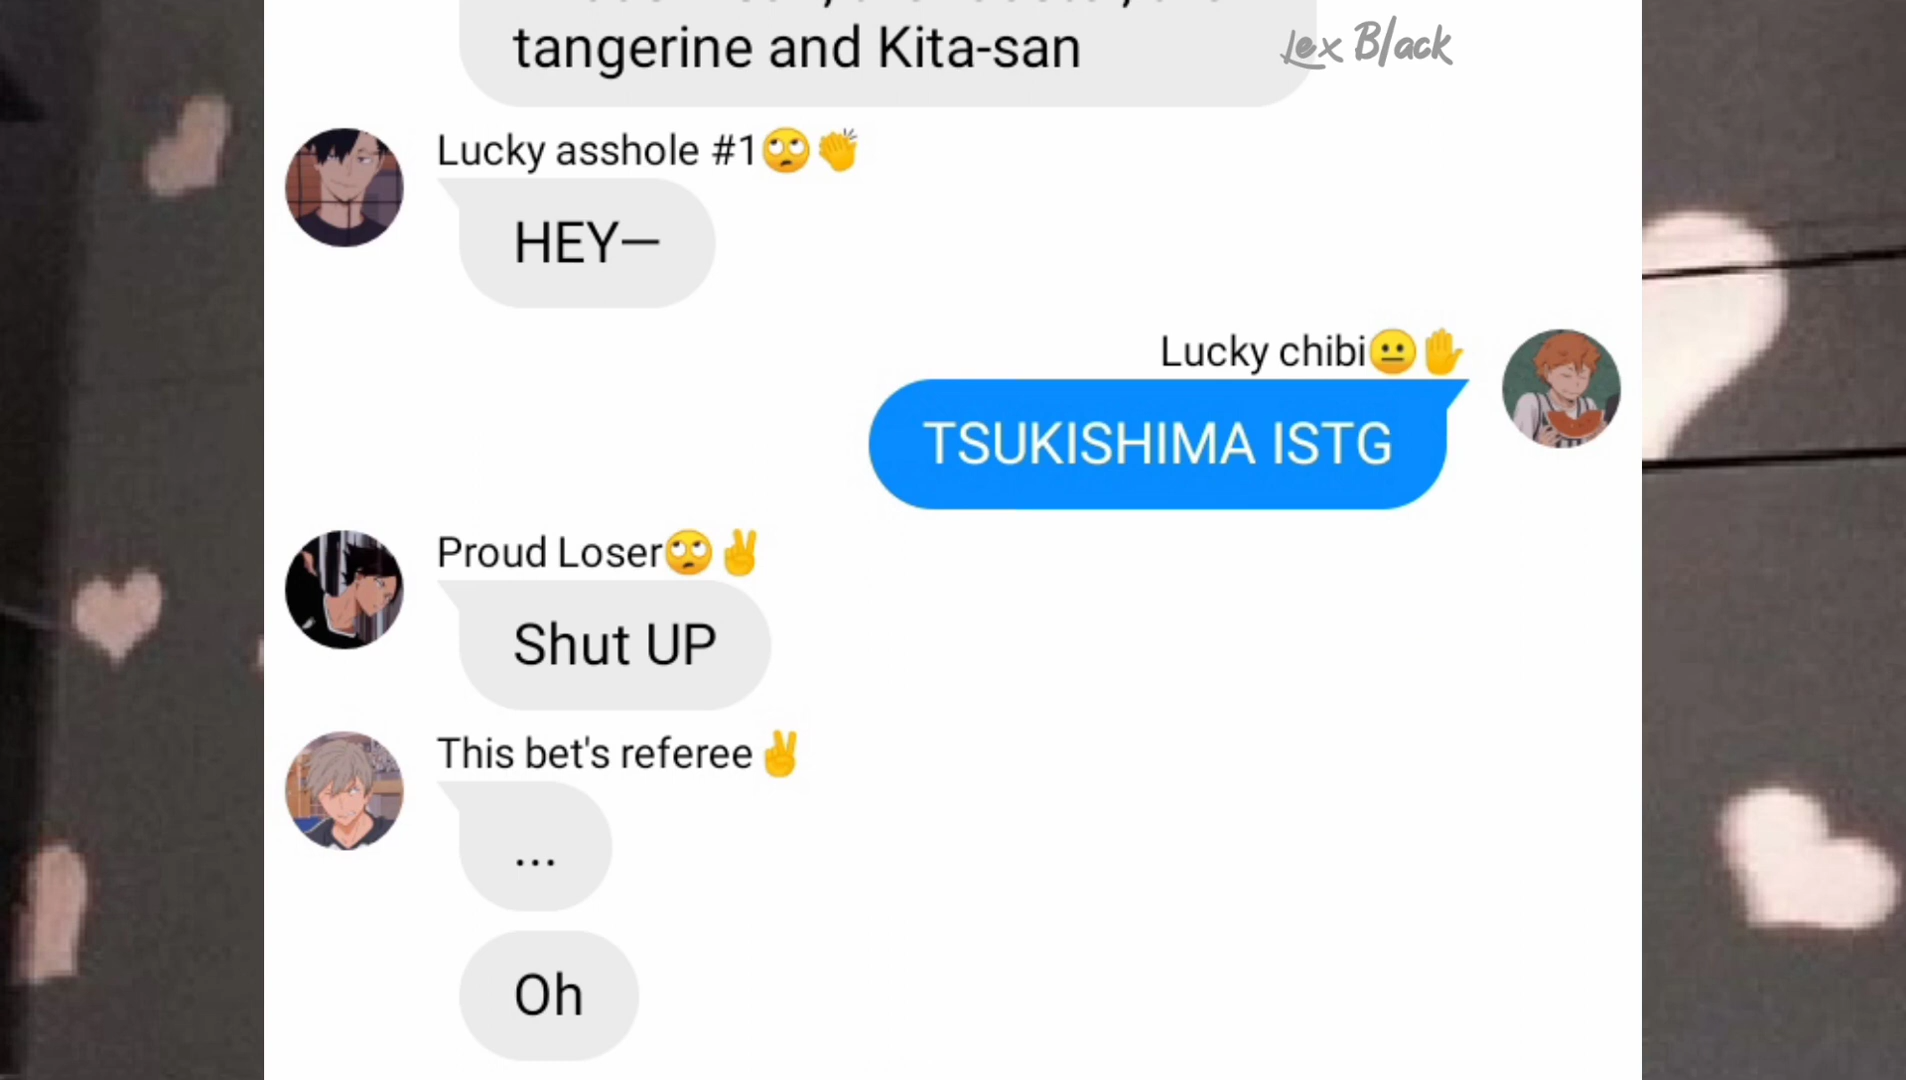 tangerine and Kita-san
Lex Black
Lucky asshole #1🙄👏
HEY—
Lucky chibi😐✋
TSUKISHIMA ISTG
Proud Loser🙄✌
Shut UP
This bet's referee✌
...
Oh